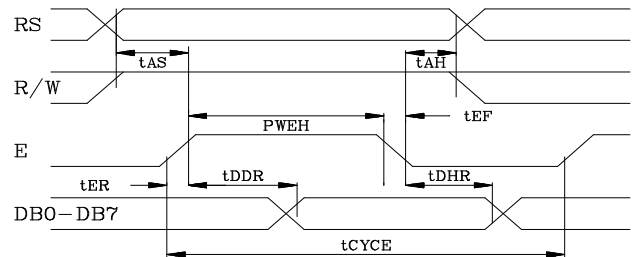 RS
tAS
tAH
R/W
tEF
PWEH
E
tER
tDDR
tDHR
DB0-DB7
tCYCE